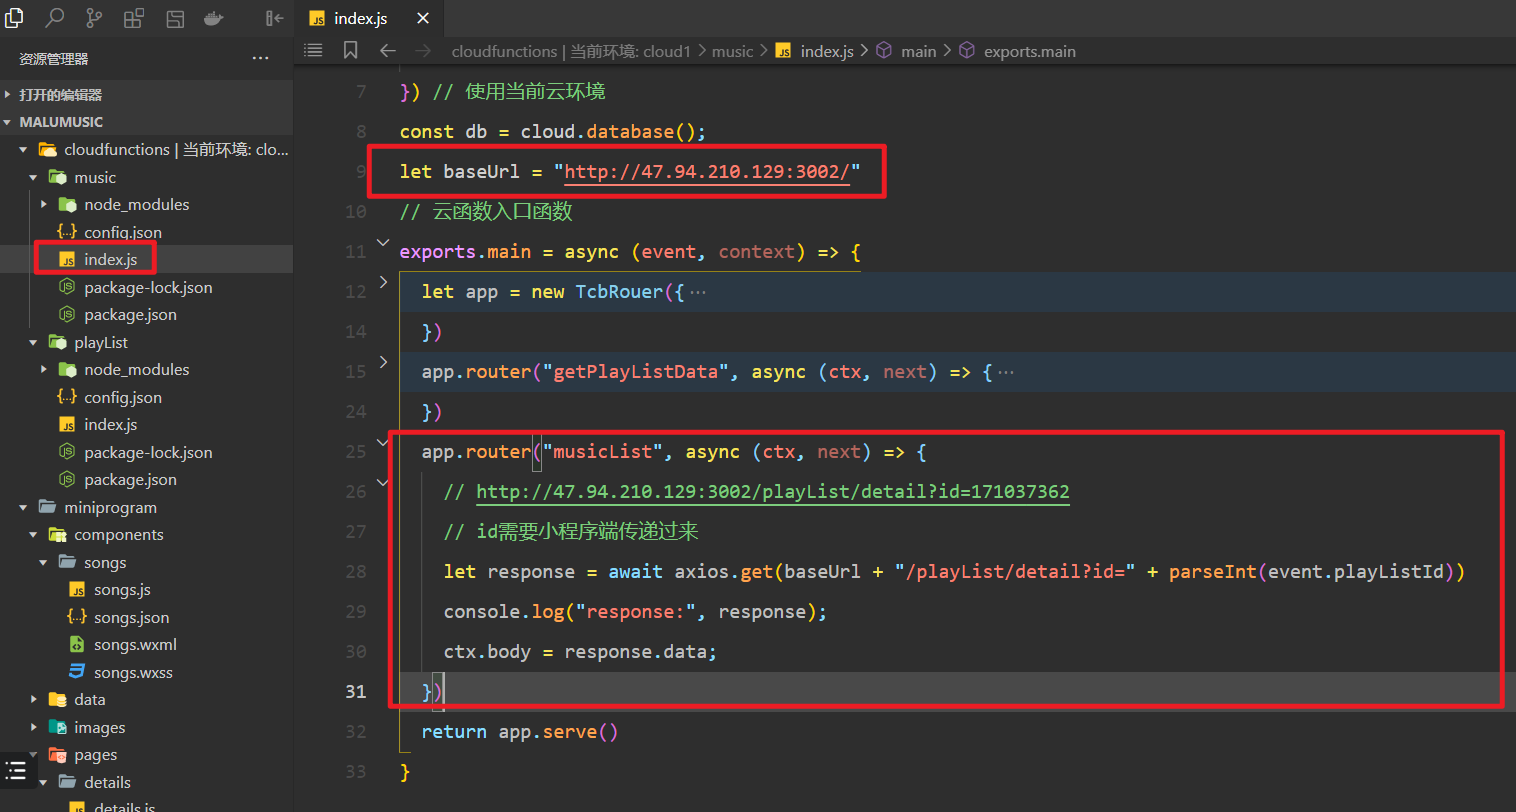 index.js
资源管理器
打开的编辑器
MALUMUSIC
cloudfunctions | 当前环境: clo...
music
node_modules
config.json
index.js
package-lock.json
package.json
playList
node_modules
config.json
index.js
package-lock.json
package.json
miniprogram
components
songs
songs.js
songs.json
songs.wxml
songs.wxss
data
images
pages
details
details.js
cloudfunctions | 当前环境: cloud1 > music > index.js > main > exports.main
7 }) // 使用当前云环境
8 const db = cloud.database();
9 let baseUrl = "http://47.94.210.129:3002/"
10 // 云函数入口函数
11 exports.main = async (event, context) => {
12 let app = new TcbRouer({ ···
14 })
15 app.router("getPlayListData", async (ctx, next) => { ···
24 })
25 app.router("musicList", async (ctx, next) => {
26 // http://47.94.210.129:3002/playList/detail?id=171037362
27 // id需要小程序端传递过来
28 let response = await axios.get(baseUrl + "/playList/detail?id=" + parseInt(event.playListId))
29 console.log("response:", response);
30 ctx.body = response.data;
31 })
32 return app.serve()
33 }